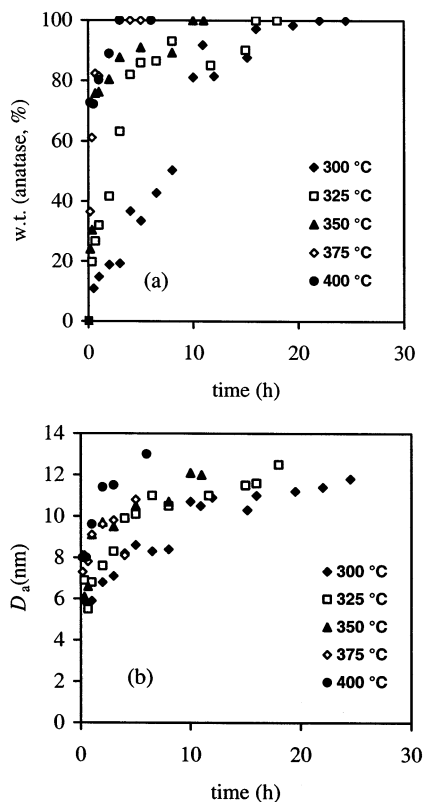 100
80
60
40
20
0
w.t. (anatase, %)
300 °C
325 °C
350 °C
375 °C
400 °C
(a)
0 10 20 30
time (h)
14
12
10
8
6
4
2
0
Da(nm)
300 °C
325 °C
350 °C
375 °C
400 °C
(b)
0 10 20 30
time (h)